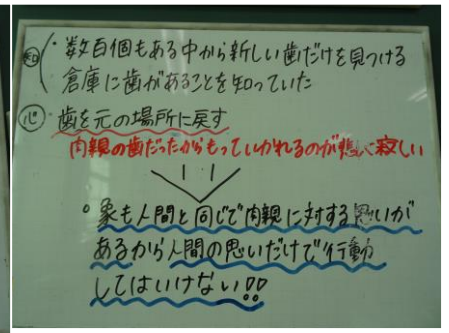 知 ・数百個もある中から新しい歯だけを見つける
倉庫に歯があることを知っていた
心 歯を元の場所に戻す
肉親の歯だったからもっていかれるのが悲しく寂しい
。象も人間と同じで肉親に対する思いが
あるから人間の思いだけで行動
してはいけない!!